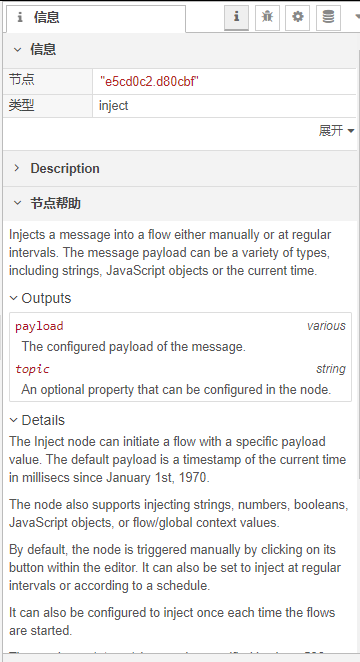 i 信息 i
信息
节点 "e5cd0c2.d80cbf"
类型 inject
展开
Description
节点帮助
Injects a message into a flow either manually or at regular
intervals. The message payload can be a variety of types,
including strings, JavaScript objects or the current time.
Outputs
payload various
The configured payload of the message.
topic string
An optional property that can be configured in the node.
Details
The Inject node can initiate a flow with a specific payload
value. The default payload is a timestamp of the current time
in millisecs since January 1st, 1970.
The node also supports injecting strings, numbers, booleans,
JavaScript objects, or flow/global context values.
By default, the node is triggered manually by clicking on its
button within the editor. It can also be set to inject at regular
intervals or according to a schedule.
It can also be configured to inject once each time the flows
are started.